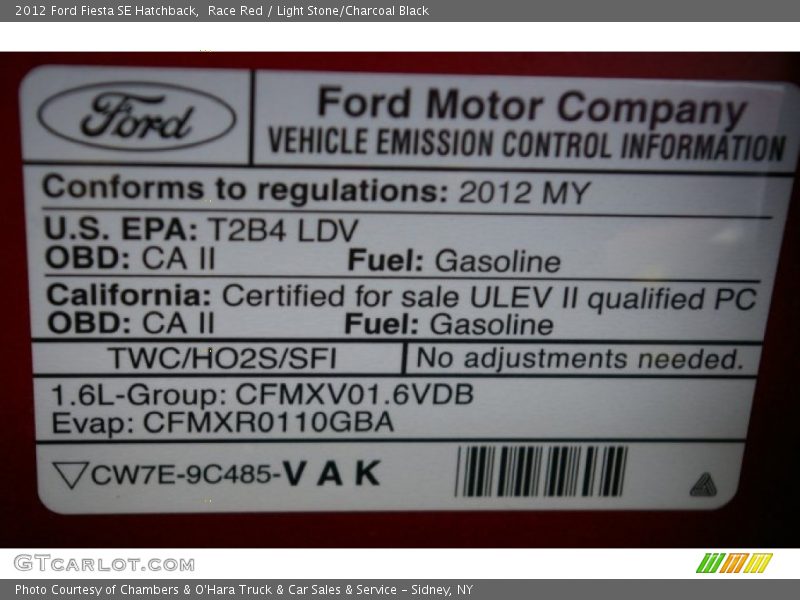 2012 Ford Fiesta SE Hatchback,  Race Red / Light Stone/Charcoal Black
Ford
Ford Motor Company
VEHICLE EMISSION CONTROL INFORMATION
Conforms to regulations: 2012 MY
U.S. EPA: T2B4 LDV
OBD: CA II Fuel: Gasoline
California: Certified for sale ULEV II qualified PC
OBD: CA II Fuel: Gasoline
TWC/HO2S/SFI No adjustments needed.
1.6L-Group: CFMXV01.6VDB
Evap: CFMXR0110GBA
CW7E-9C485-VAK
GTCARLOT.COM
Photo Courtesy of Chambers & O'Hara Truck & Car Sales & Service - Sidney, NY